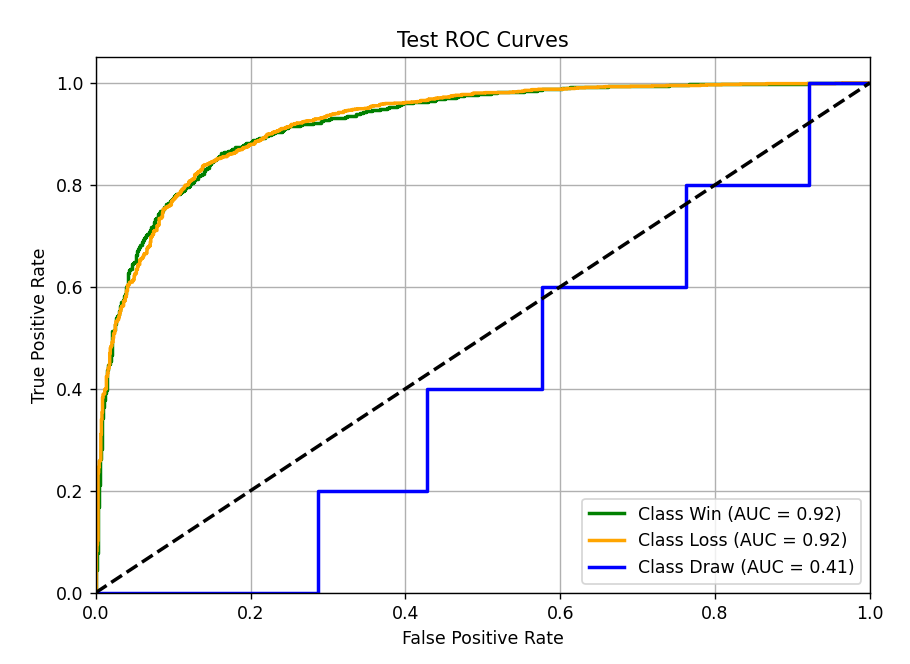 Test ROC Curves
True Positive Rate
1.0
0.8
0.6
0.4
0.2
0.0
Class Win (AUC = 0.92)
Class Loss (AUC = 0.92)
Class Draw (AUC = 0.41)
0.0 0.2 0.4 0.6 0.8 1.0
False Positive Rate